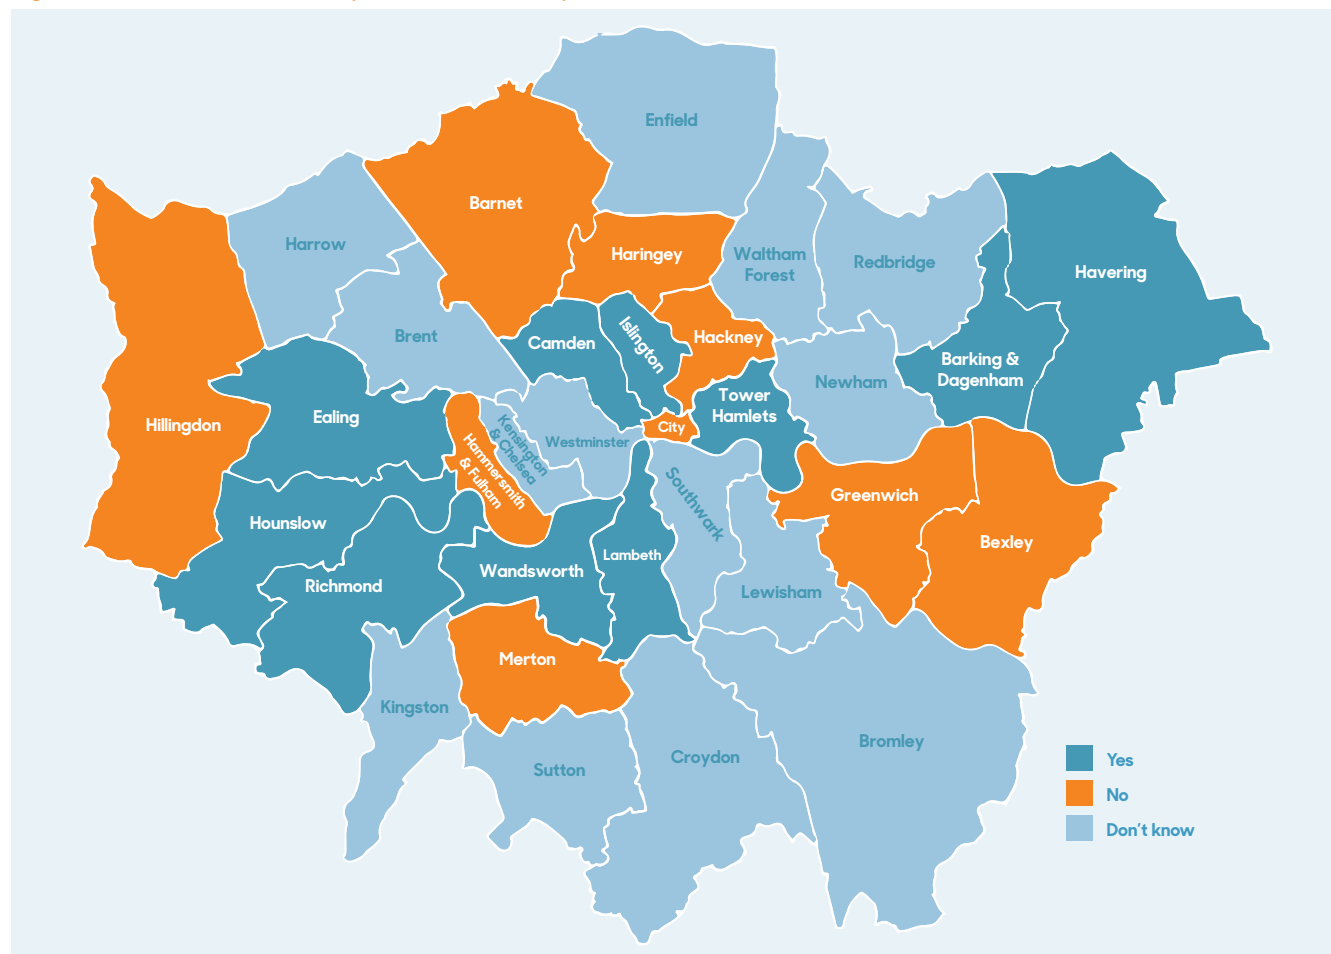 Enfield
Barnet
Harrow
Haringey
Waltham
Forest
Redbridge
Havering
Brent
Camden
Islington
Hackney
Barking &
Dagenham
Newham
Tower
Hamlets
Ealing
Hillingdon
City
Westminster
Kensington
& Chelsea
Hammersmith
& Fulham
Southwark
Greenwich
Hounslow
Bexley
Lambeth
Wandsworth
Richmond
Lewisham
Merton
Kingston
Bromley
Croydon
Sutton
Yes
No
Don't know